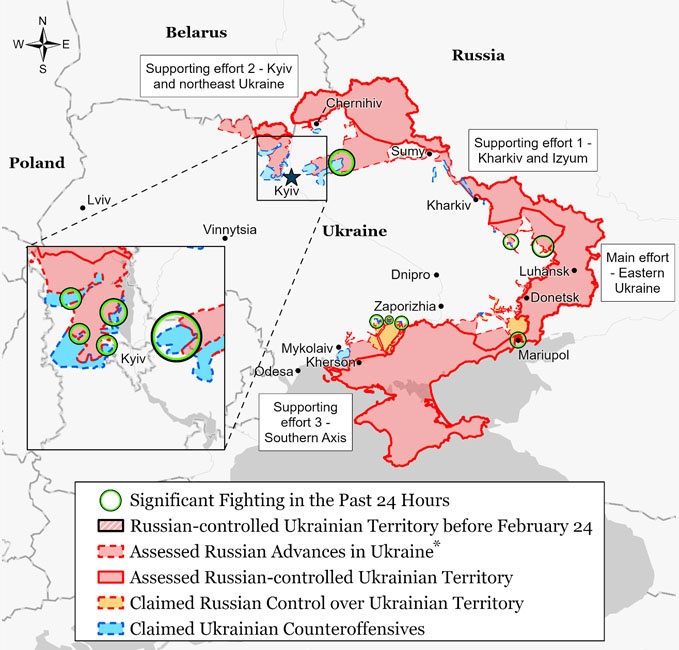 N
W E
S
Belarus
Russia
Poland
Ukraine
Supporting effort 2 - Kyiv
and northeast Ukraine
Chernihiv
Supporting effort 1 -
Kharkiv and Izyum
Sumy
Kyiv
Lviv
Kharkiv
Vinnytsia
Main effort
- Eastern
Ukraine
Dnipro
Luhansk
Zaporizhia
Donetsk
Mykolaiv
Kherson
Mariupol
Odesa
Kyiv
Supporting
effort 3 -
Southern Axis
Significant Fighting in the Past 24 Hours
Russian-controlled Ukrainian Territory before February 24
Assessed Russian Advances in Ukraine*
Assessed Russian-controlled Ukrainian Territory
Claimed Russian Control over Ukrainian Territory
Claimed Ukrainian Counteroffensives